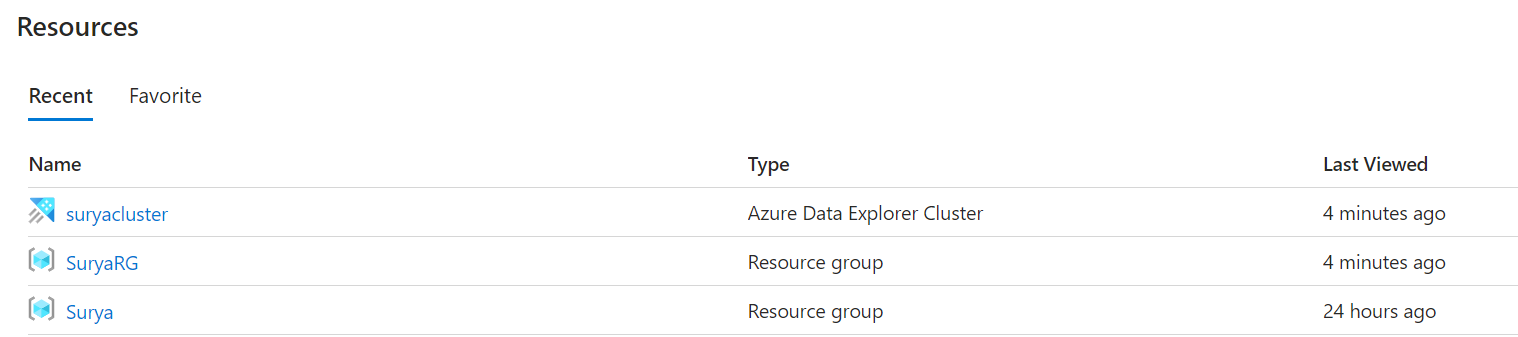 Resources
Recent Favorite
Name Type Last Viewed
suryacluster Azure Data Explorer Cluster 4 minutes ago
SuryaRG Resource group 4 minutes ago
Surya Resource group 24 hours ago